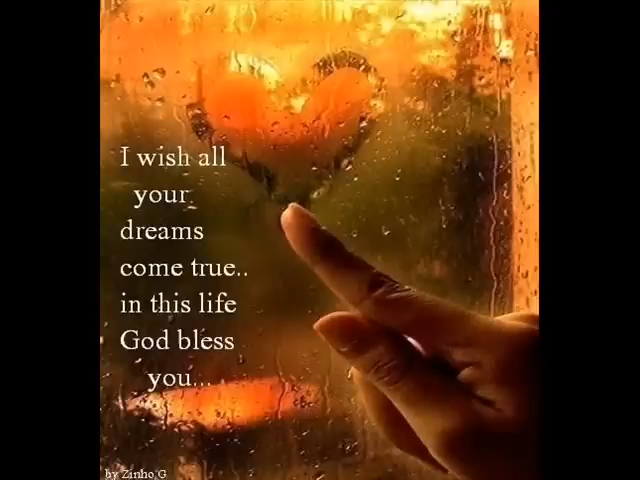 I wish all
your
dreams
come true..
in this life
God bless
you...
by Zinho.G